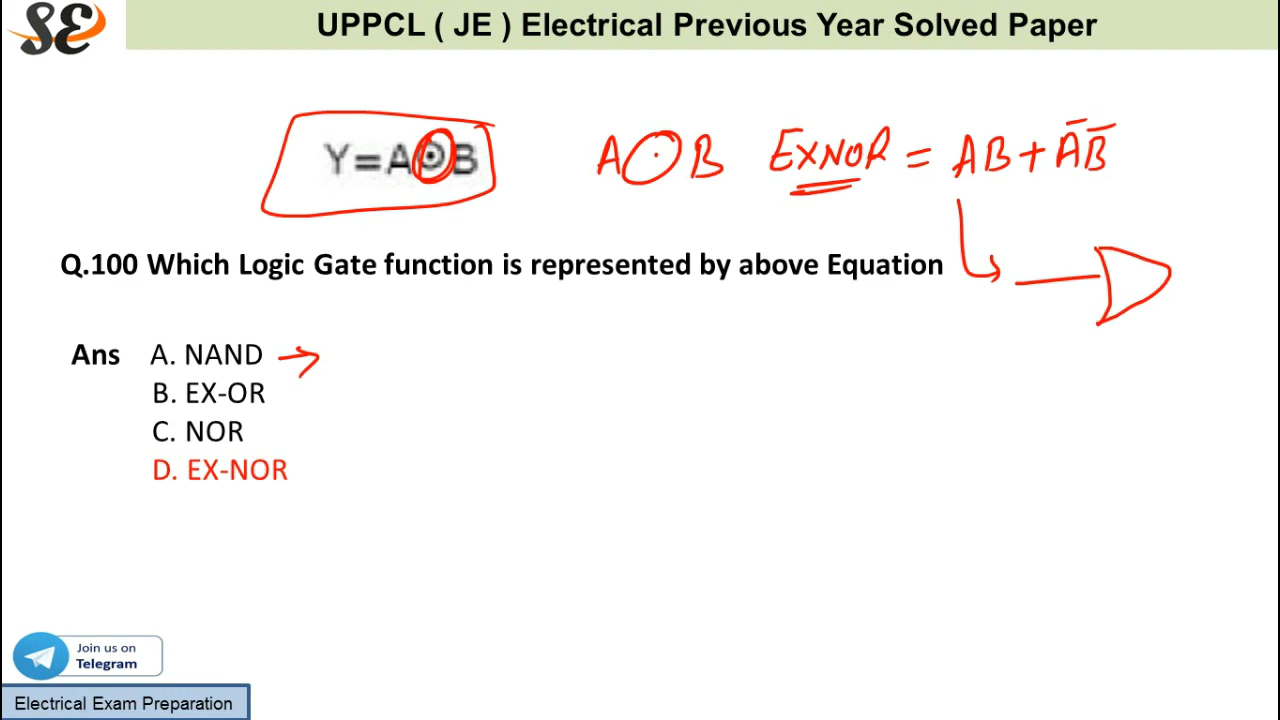 SE
UPPCL ( JE ) Electrical Previous Year Solved Paper
Y=A⊙B
A⊙B EXNOR = AB+A̅B̅
Q.100 Which Logic Gate function is represented by above Equation
Ans A. NAND →
B. EX-OR
C. NOR
D. EX-NOR
Join us on
Telegram
Electrical Exam Preparation